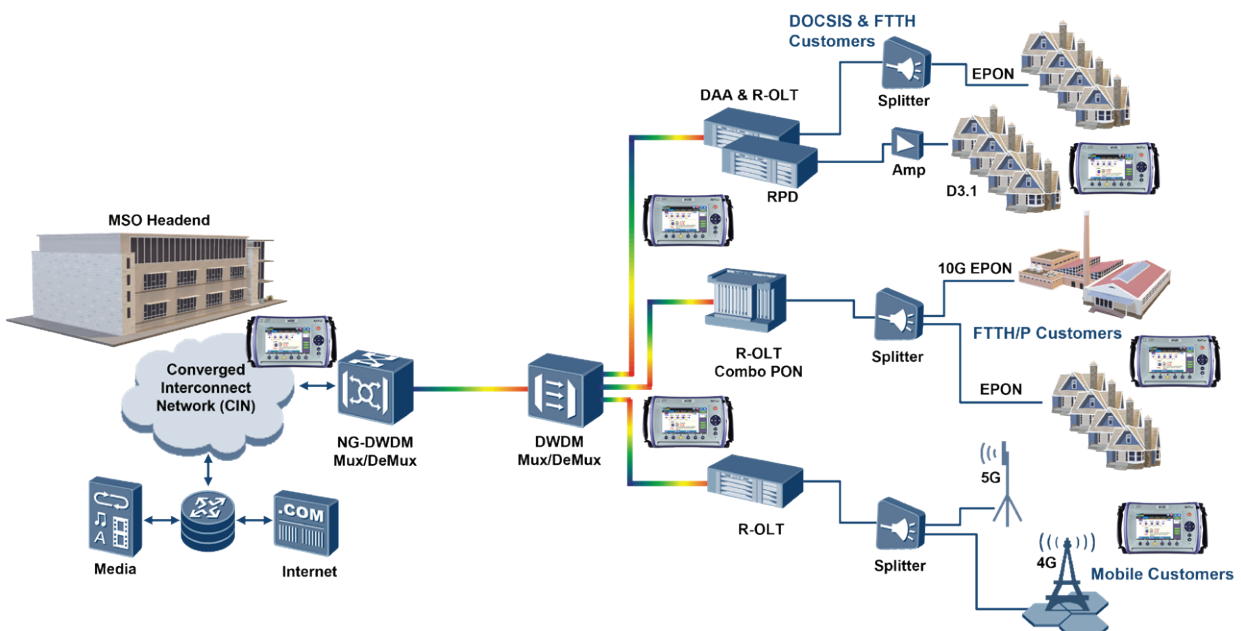 DOCSIS & FTTH
Customers
EPON
Splitter
DAA & R-OLT
Amp
D3.1
RPD
MSO Headend
10G EPON
Converged
Interconnect
Network (CIN)
R-OLT
Combo PON
Splitter
FTTH/P Customers
EPON
NG-DWDM
Mux/DeMux
DWDM
Mux/DeMux
5G
R-OLT
.COM
A
Media
Internet
Splitter
4G
Mobile Customers